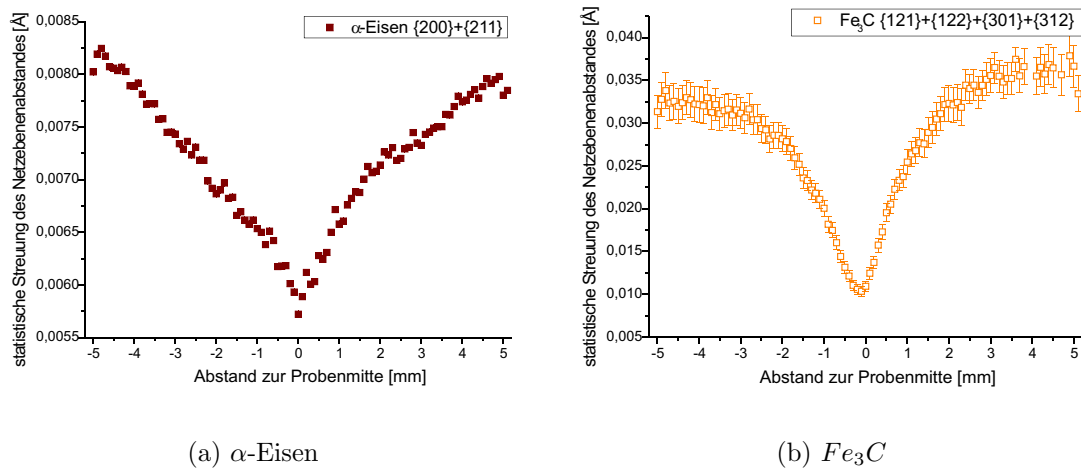 α-Eisen {200}+{211}
statistische Streuung des Netzebenenabstandes [Å]
0,0085
0,0080
0,0075
0,0070
0,0065
0,0060
0,0055
-5 -4 -3 -2 -1 0 1 2 3 4 5
Abstand zur Probenmitte [mm]
(a) α-Eisen
Fe₃C {121}+{122}+{301}+{312}
statistische Streuung des Netzebenenabstandes [Å]
0,040
0,035
0,030
0,025
0,020
0,015
0,010
0,005
-5 -4 -3 -2 -1 0 1 2 3 4 5
Abstand zur Probenmitte [mm]
(b) Fe₃C